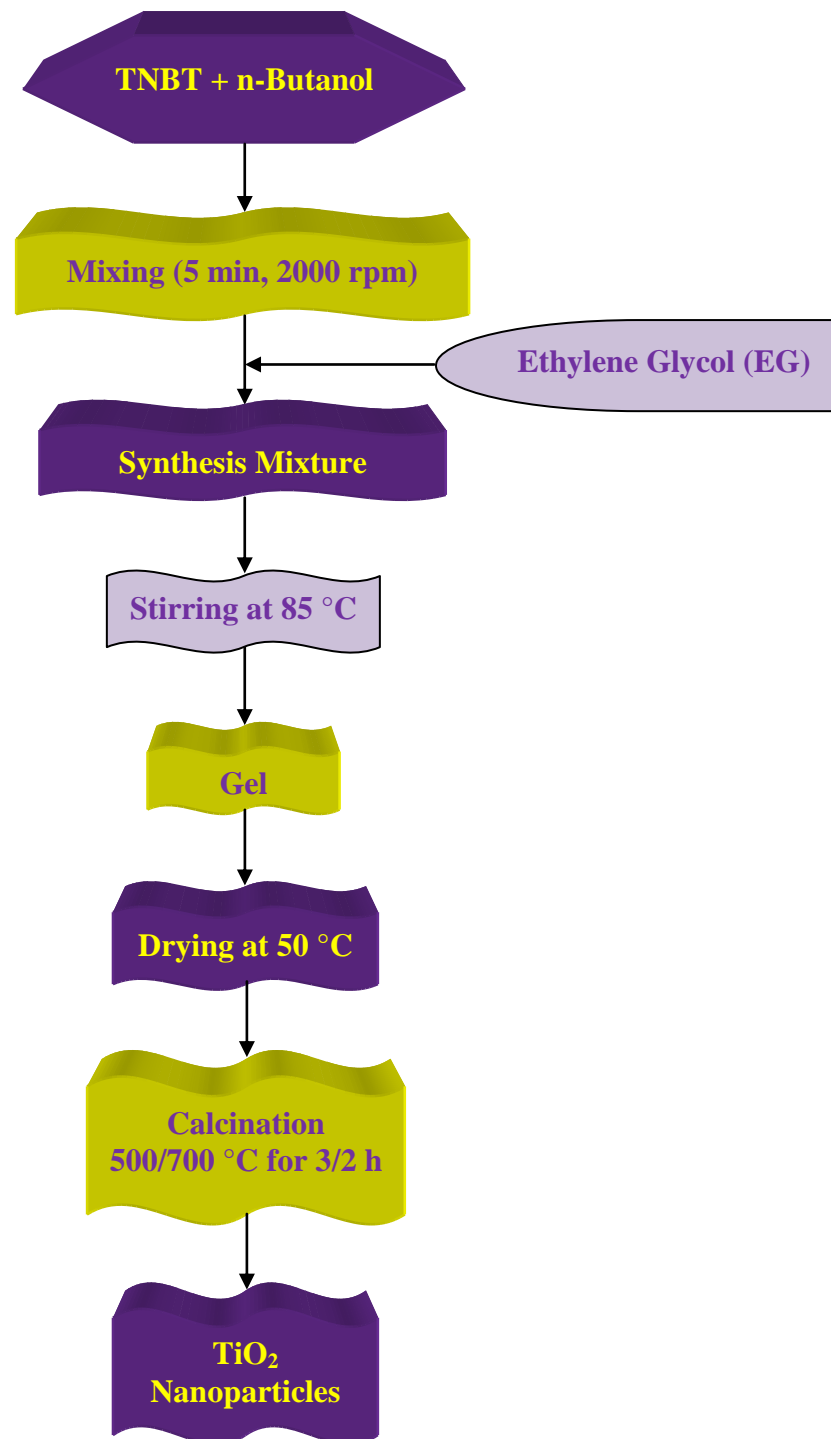 TNBT + n-Butanol
Mixing (5 min, 2000 rpm)
Ethylene Glycol (EG)
Synthesis Mixture
Stirring at 85 °C
Gel
Drying at 50 °C
Calcination
500/700 °C for 3/2 h
TiO₂
Nanoparticles